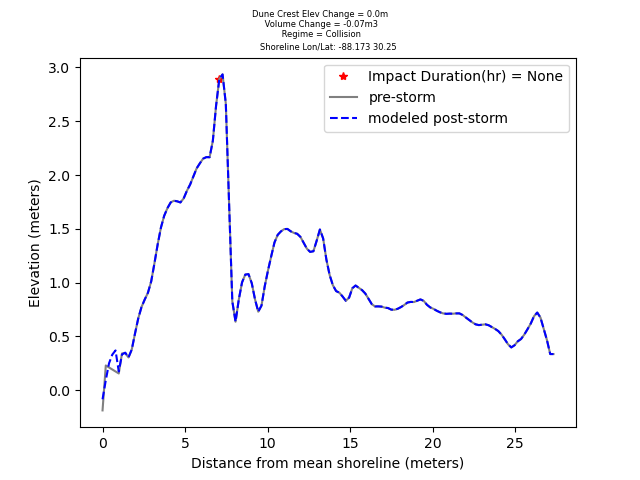 Dune Crest Elev Change = 0.0m
Volume Change = -0.07m3
Regime = Collision
Shoreline Lon/Lat: -88.173 30.25
Impact Duration(hr) = None
pre-storm
modeled post-storm
3.0
2.5
2.0
1.5
1.0
0.5
0.0
Elevation (meters)
0 5 10 15 20 25
Distance from mean shoreline (meters)